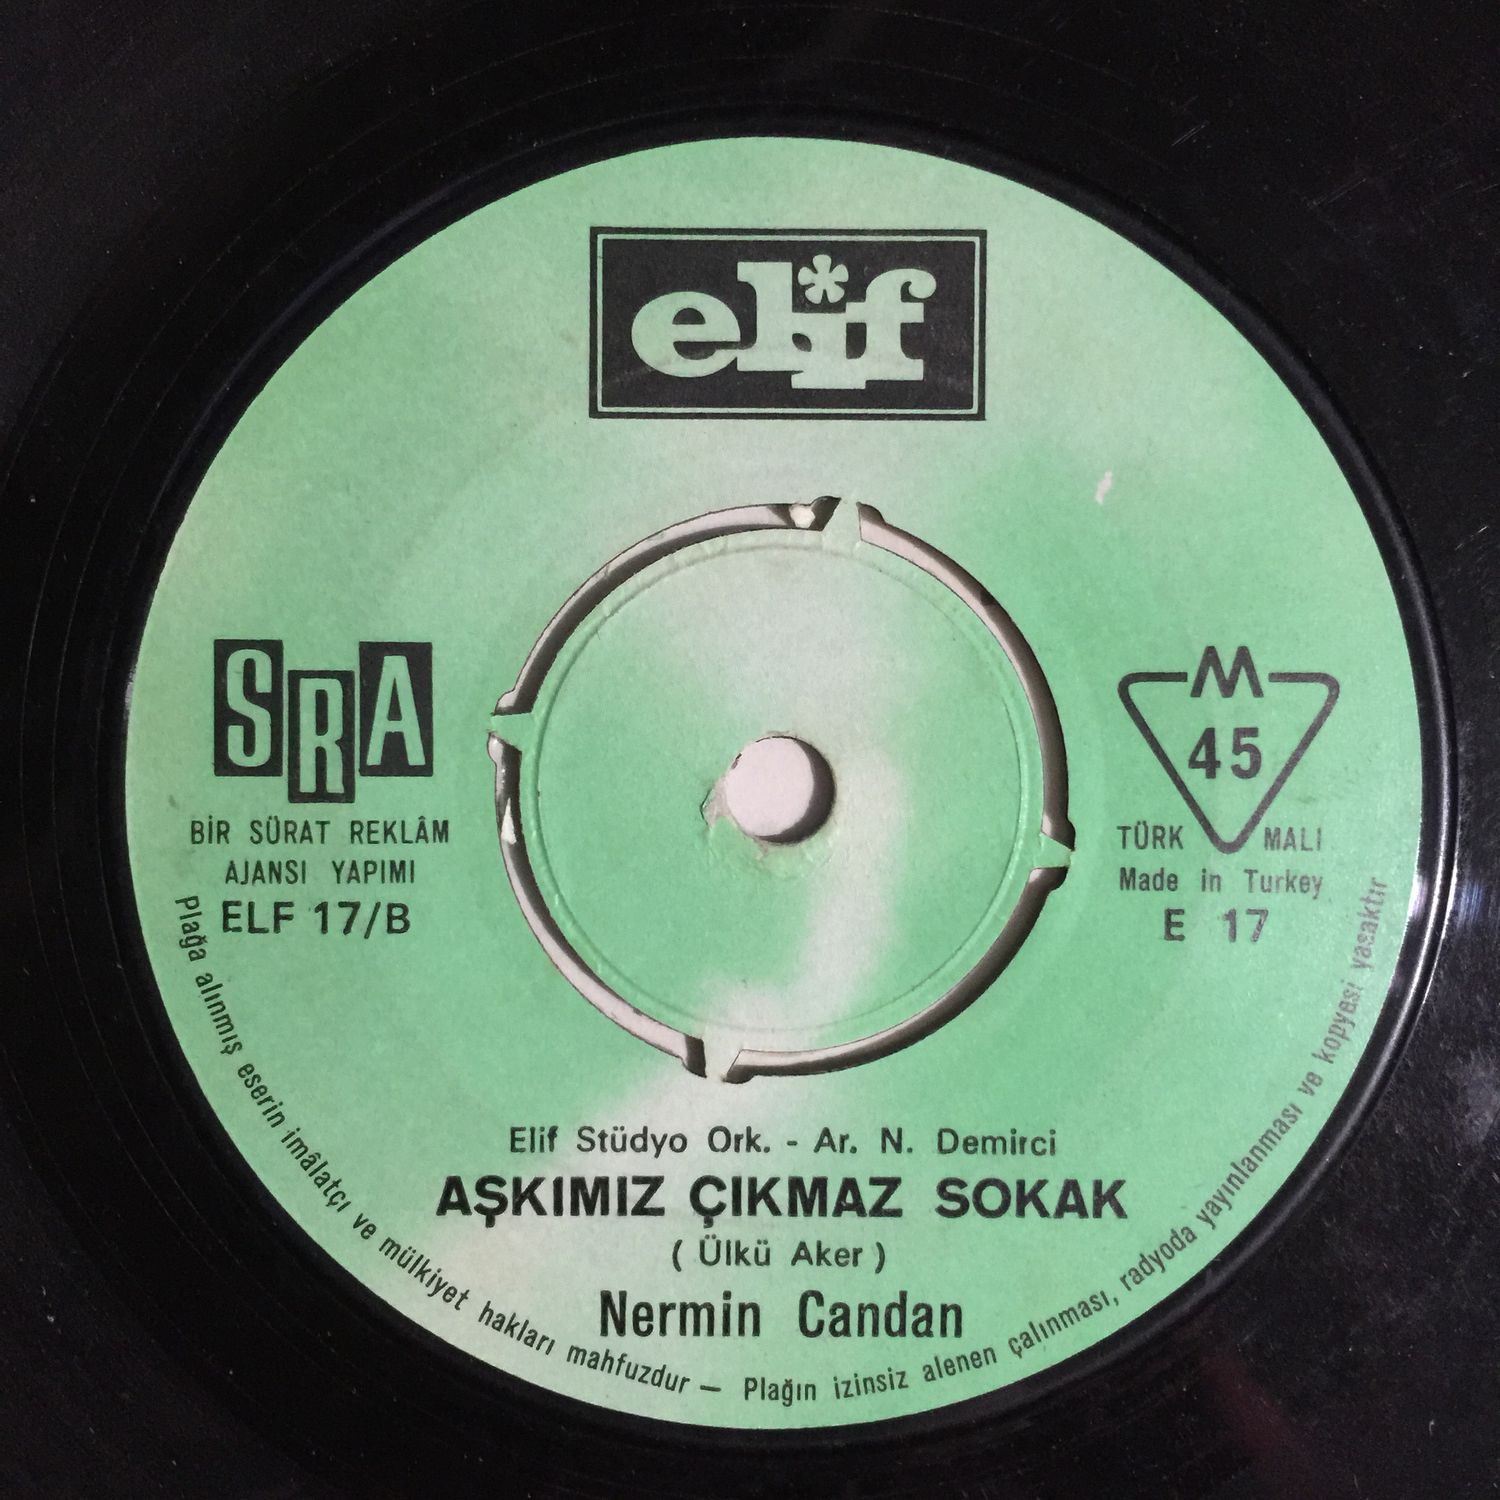 elif
SRA
BİR SÜRAT REKLÂM
AJANSI YAPIMI
ELF 17/B
M
45
TÜRK MALI
Made in Turkey
E 17
Elif Stüdyo Ork. - Ar. N. Demirci
AŞKIMIZ ÇIKMAZ SOKAK
( Ülkü Aker )
Nermin Candan
Plağa alınmış eserin imâlatçı ve mülkiyet hakları mahfuzdur — Plağın izinsiz alenen çalınması, radyoda yayınlanması ve kopyesi yasaktır